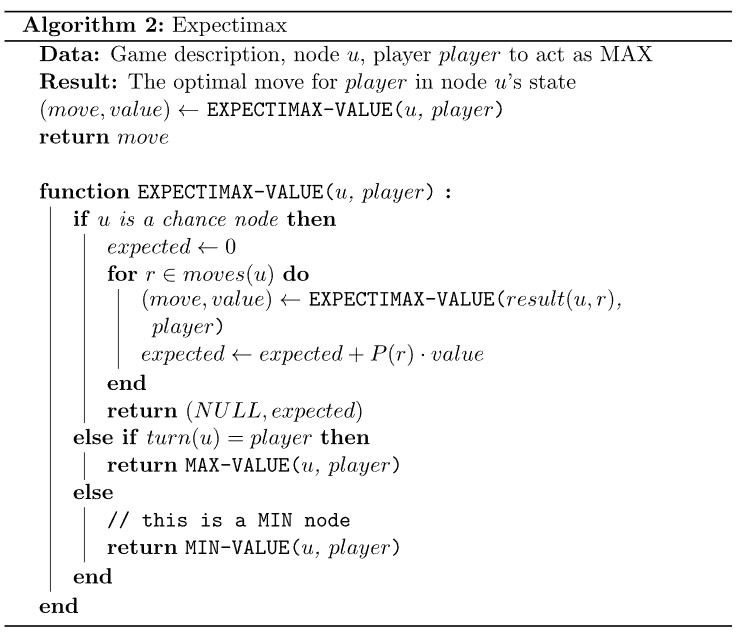 Algorithm 2: Expectimax
Data: Game description, node u, player player to act as MAX
Result: The optimal move for player in node u's state
(move, value) ← EXPECTIMAX-VALUE(u, player)
return move
function EXPECTIMAX-VALUE(u, player) :
if u is a chance node then
expected ← 0
for r ∈ moves(u) do
(move, value) ← EXPECTIMAX-VALUE(result(u, r),
player)
expected ← expected + P(r) · value
end
return (NULL, expected)
else if turn(u) = player then
return MAX-VALUE(u, player)
else
// this is a MIN node
return MIN-VALUE(u, player)
end
end